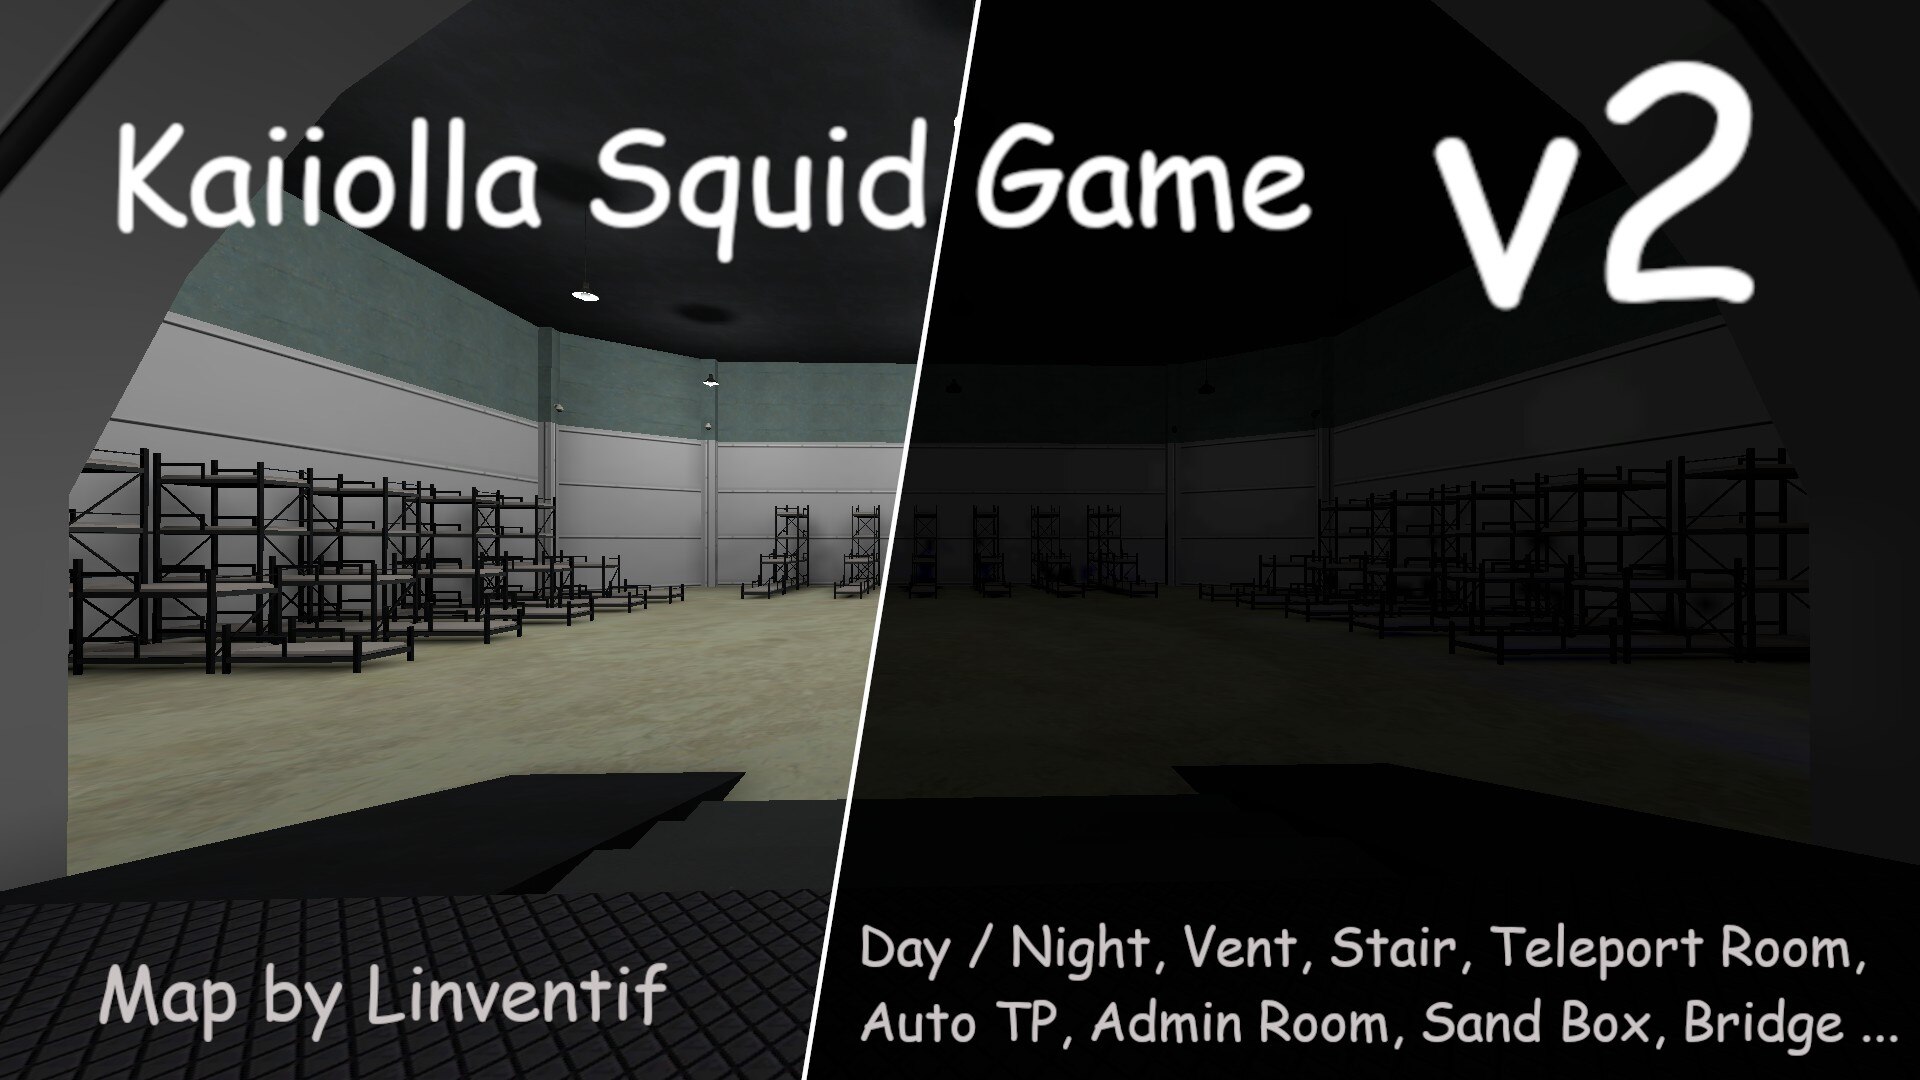 Kaiiolla Squid Game v2
Map by Linventif
Day / Night, Vent, Stair, Teleport Room,
Auto TP, Admin Room, Sand Box, Bridge ...